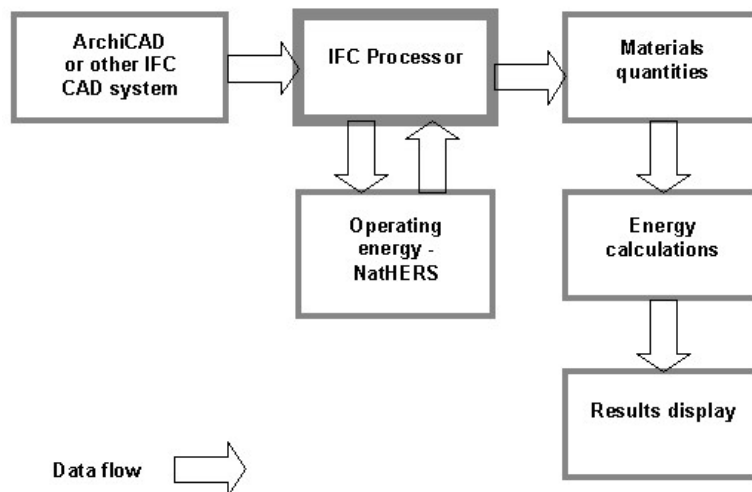 ArchiCAD
or other IFC
CAD system
IFC Processor
Materials
quantities
Operating
energy -
NatHERS
Energy
calculations
Results display
Data flow